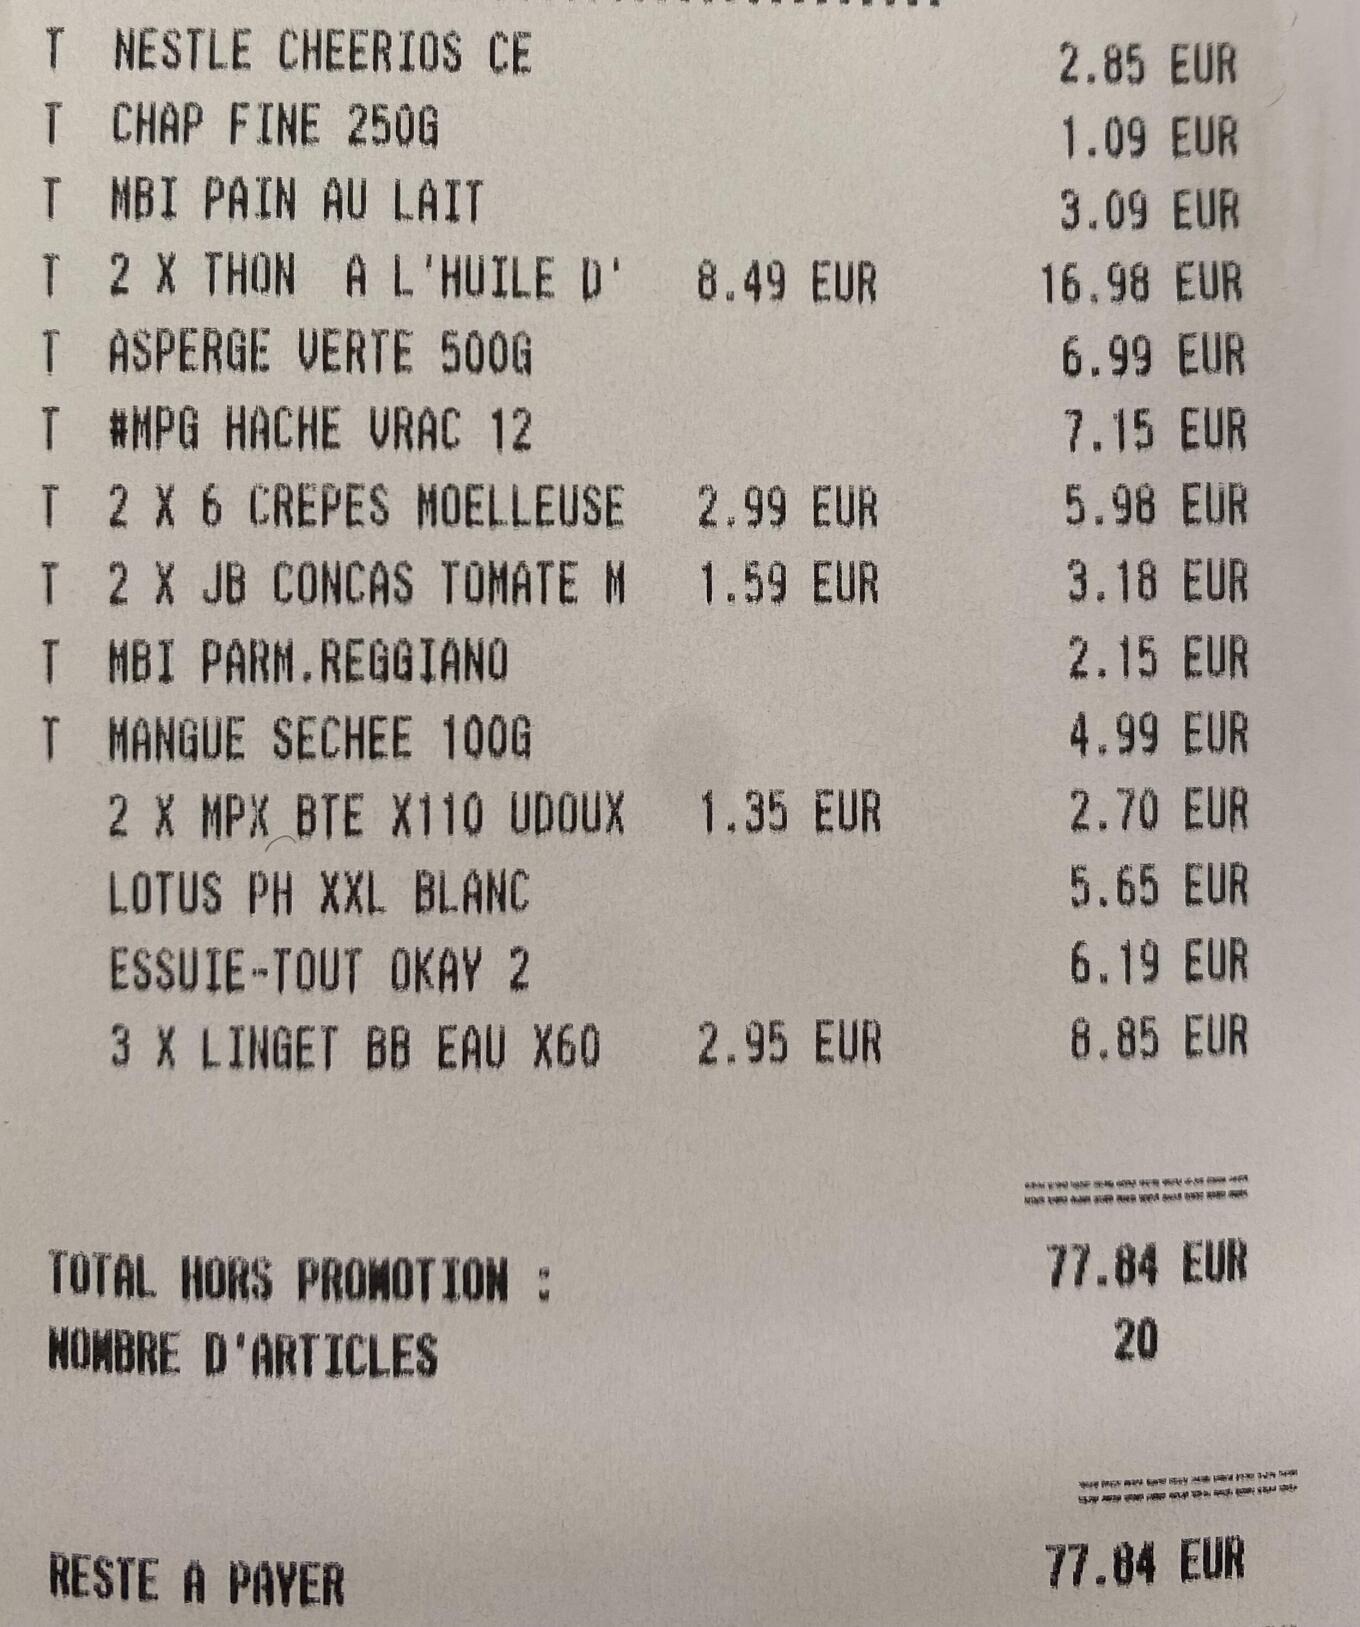 T NESTLE CHEERIOS CE 2.85 EUR
T CHAP FINE 250G 1.09 EUR
T MBI PAIN AU LAIT 3.09 EUR
T 2 X THON A L'HUILE D' 8.49 EUR 16.98 EUR
T ASPERGE VERTE 500G 6.99 EUR
T #MPG HACHE VRAC 12 7.15 EUR
T 2 X 6 CREPES MOELLEUSE 2.99 EUR 5.98 EUR
T 2 X JB CONCAS TOMATE M 1.59 EUR 3.18 EUR
T MBI PARM.REGGIANO 2.15 EUR
T MANGUE SECHEE 100G 4.99 EUR
2 X MPX BTE X110 UDOUX 1.35 EUR 2.70 EUR
LOTUS PH XXL BLANC 5.65 EUR
ESSUIE-TOUT OKAY 2 6.19 EUR
3 X LINGET BB EAU X60 2.95 EUR 8.85 EUR
TOTAL HORS PROMOTION : 77.84 EUR
NOMBRE D'ARTICLES 20
RESTE A PAYER 77.84 EUR